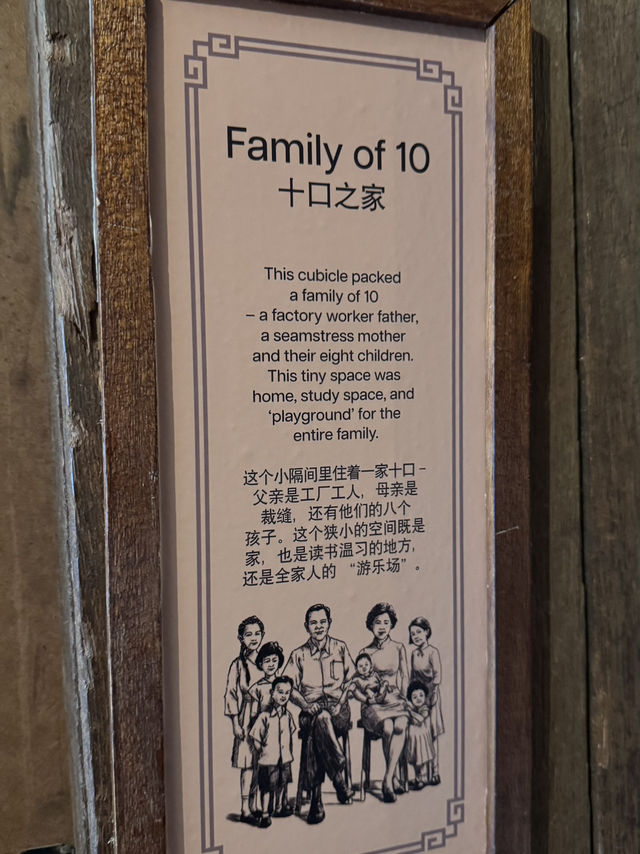 Family of 10
十口之家
This cubicle packed
a family of 10
– a factory worker father,
a seamstress mother
and their eight children.
This tiny space was
home, study space, and
‘playground’ for the
entire family.
这个小隔间里住着一家十口 –
父亲是工厂工人，母亲是
裁缝，还有他们的八个
孩子。这个狭小的空间既是
家，也是读书温习的地方，
还是全家人的 “游乐场”。